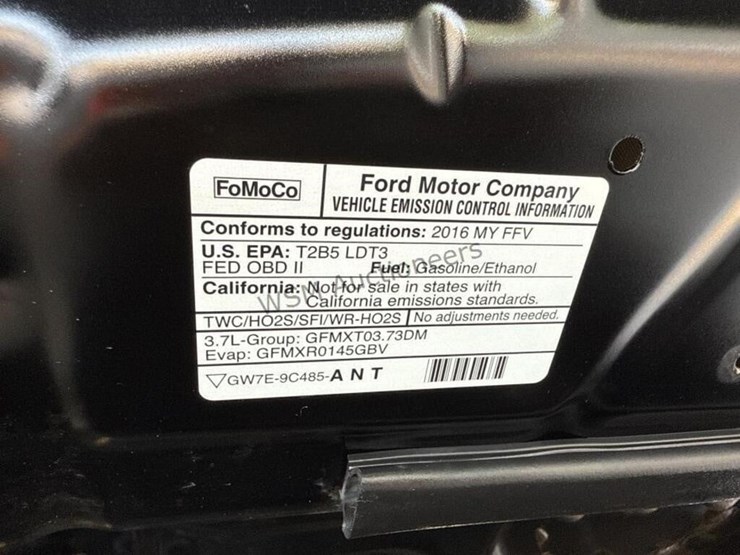 FoMoCo
Ford Motor Company
VEHICLE EMISSION CONTROL INFORMATION
Conforms to regulations: 2016 MY FFV
U.S. EPA: T2B5 LDT3
FED OBD II Fuel: Gasoline/Ethanol
California: Not for sale in states with
California emissions standards.
TWC/HO2S/SFI/WR-HO2S No adjustments needed.
3.7L-Group: GFMXT03.73DM
Evap: GFMXR0145GBV
GW7E-9C485-A N T
WSM Auctioneers